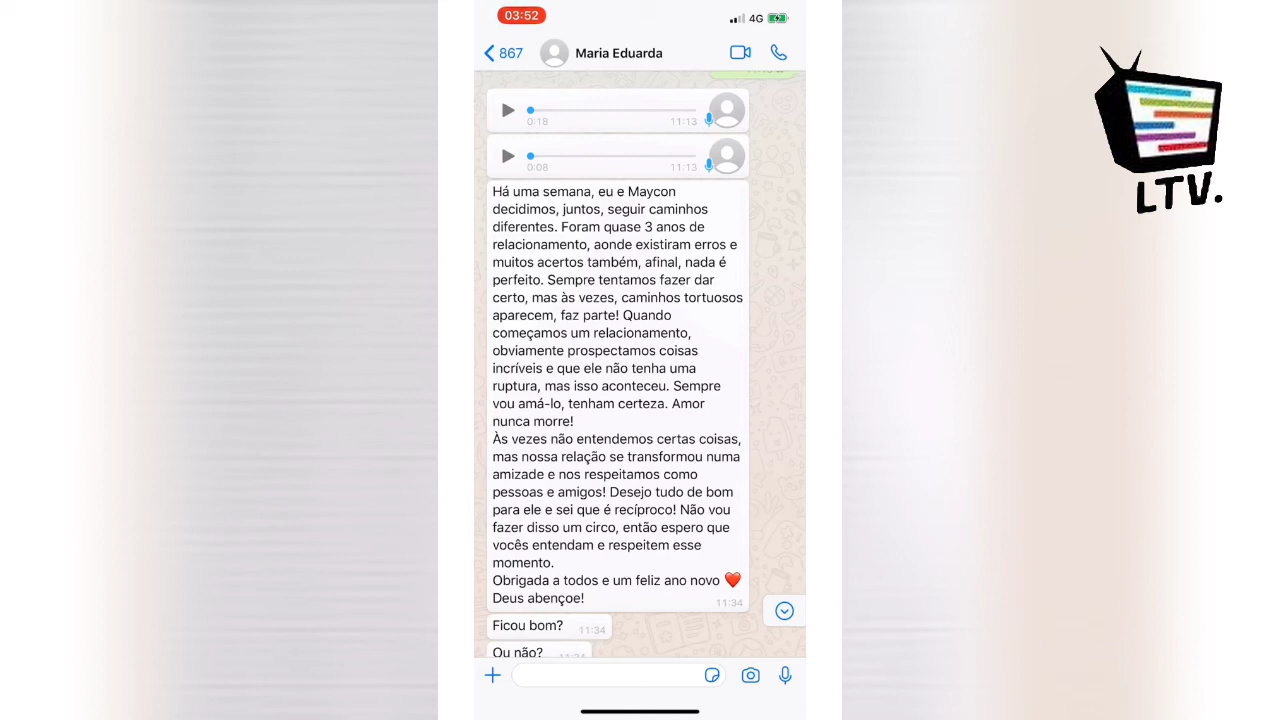 03:52
4G
867
Maria Eduarda
0:18
11:13
0:08
11:13
Há uma semana, eu e Maycon
decidimos, juntos, seguir caminhos
diferentes. Foram quase 3 anos de
relacionamento, aonde existiram erros e
muitos acertos também, afinal, nada é
perfeito. Sempre tentamos fazer dar
certo, mas às vezes, caminhos tortuosos
aparecem, faz parte! Quando
começamos um relacionamento,
obviamente prospectamos coisas
incríveis e que ele não tenha uma
ruptura, mas isso aconteceu. Sempre
vou amá-lo, tenham certeza. Amor
nunca morre!
Às vezes não entendemos certas coisas,
mas nossa relação se transformou numa
amizade e nos respeitamos como
pessoas e amigos! Desejo tudo de bom
para ele e sei que é recíproco! Não vou
fazer disso um circo, então espero que
vocês entendam e respeitem esse
momento.
Obrigada a todos e um feliz ano novo ❤️
Deus abençoe!
11:34
Ficou bom?
11:34
Ou não?
11:34
LTV.